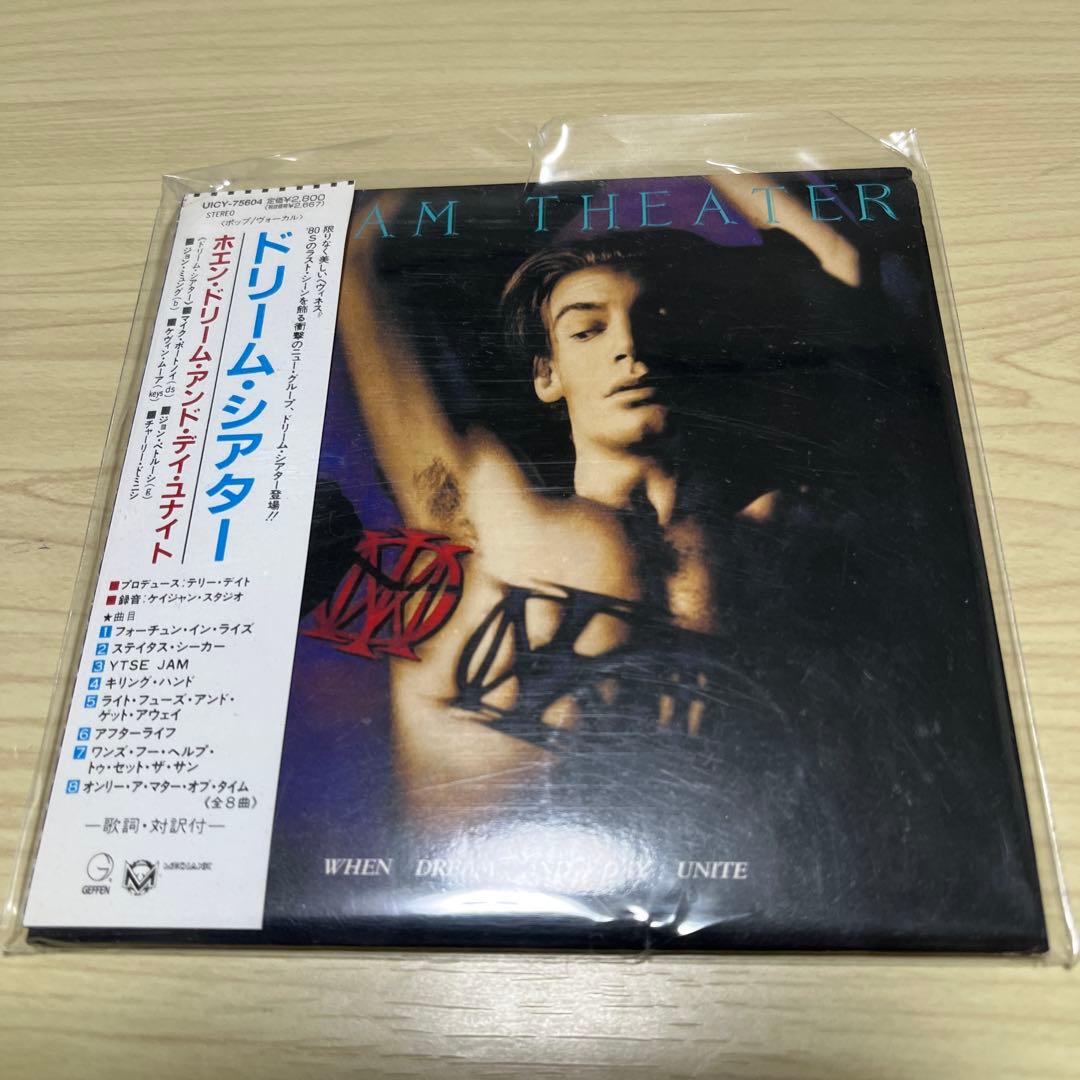 UICY-75604 定価¥2,800
(税抜価格¥2,667)
STEREO
〈ポップ/ヴォーカル〉
限りなく美しいヘヴィネス。
'80Sのラスト・シーンを飾る衝撃のニュー・グループ、ドリーム・シアター登場!!
ドリーム・シアター
ホエン・ドリーム・アンド・デイ・ユナイト
《ドリーム・シアター》■マイク・ポートノイ(ds) ■ジョン・ペトルーシ(g)
■ジョン・ミュング(b) ■ケヴィン・ムーア(keys) ■チャーリー・ドミニシ
■プロデュース:テリー・デイト
■録音:ケイジャン・スタジオ
★曲目
1 フォーチュン・イン・ライズ
2 ステイタス・シーカー
3 YTSE JAM
4 キリング・ハンド
5 ライト・フューズ・アンド・
ゲット・アウェイ
6 アフターライフ
7 ワンズ・フー・ヘルプ・
トゥ・セット・ザ・サン
8 オンリー・ア・マター・オブ・タイム
《全8曲》
—歌詞・対訳付—
GEFFEN
MECHANIC
AM THEATER
WHEN DREAM AND DAY UNITE